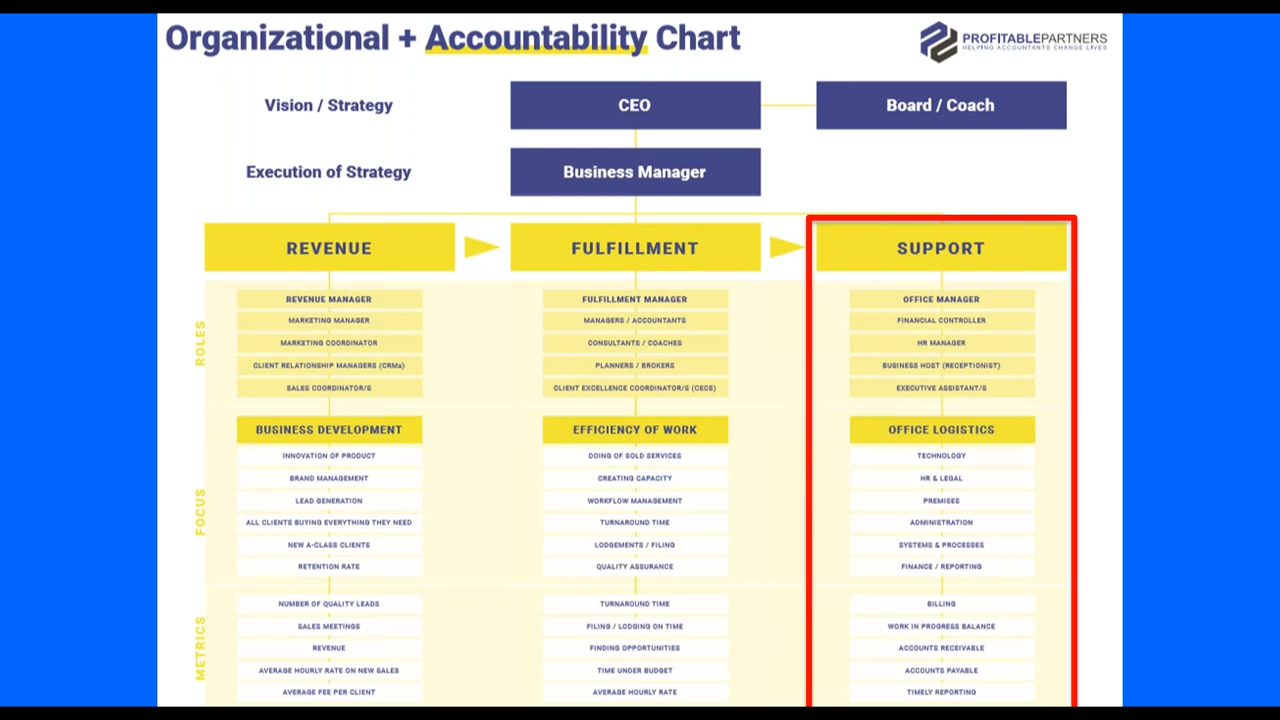 Organizational + Accountability Chart
PROFITABLEPARTNERS
HELPING ACCOUNTANTS CHANGE LIVES
Vision / Strategy
CEO
Board / Coach
Execution of Strategy
Business Manager
REVENUE
FULFILLMENT
SUPPORT
ROLES
REVENUE MANAGER
MARKETING MANAGER
MARKETING COORDINATOR
CLIENT RELATIONSHIP MANAGERS (CRMs)
SALES COORDINATOR/S
FULFILLMENT MANAGER
MANAGERS / ACCOUNTANTS
CONSULTANTS / COACHES
PLANNERS / BROKERS
CLIENT EXCELLENCE COORDINATOR/S (CECS)
OFFICE MANAGER
FINANCIAL CONTROLLER
HR MANAGER
BUSINESS HOST (RECEPTIONIST)
EXECUTIVE ASSISTANT/S
FOCUS
BUSINESS DEVELOPMENT
INNOVATION OF PRODUCT
BRAND MANAGEMENT
LEAD GENERATION
ALL CLIENTS BUYING EVERYTHING THEY NEED
NEW A-CLASS CLIENTS
RETENTION RATE
EFFICIENCY OF WORK
DOING OF SOLD SERVICES
CREATING CAPACITY
WORKFLOW MANAGEMENT
TURNAROUND TIME
LODGEMENTS / FILING
QUALITY ASSURANCE
OFFICE LOGISTICS
TECHNOLOGY
HR & LEGAL
PREMISES
ADMINISTRATION
SYSTEMS & PROCESSES
FINANCE / REPORTING
METRICS
NUMBER OF QUALITY LEADS
SALES MEETINGS
REVENUE
AVERAGE HOURLY RATE ON NEW SALES
AVERAGE FEE PER CLIENT
TURNAROUND TIME
FILING / LODGING ON TIME
FINDING OPPORTUNITIES
TIME UNDER BUDGET
AVERAGE HOURLY RATE
BILLING
WORK IN PROGRESS BALANCE
ACCOUNTS RECEIVABLE
ACCOUNTS PAYABLE
TIMELY REPORTING